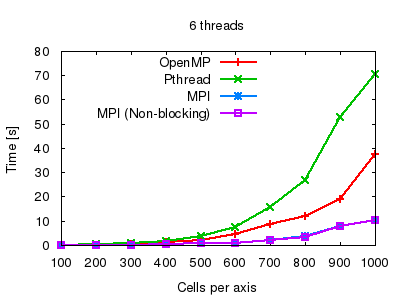 6 threads
80
70
60
50
40
30
20
10
0
Time [s]
OpenMP
Pthread
MPI
MPI (Non-blocking)
100 200 300 400 500 600 700 800 900 1000
Cells per axis